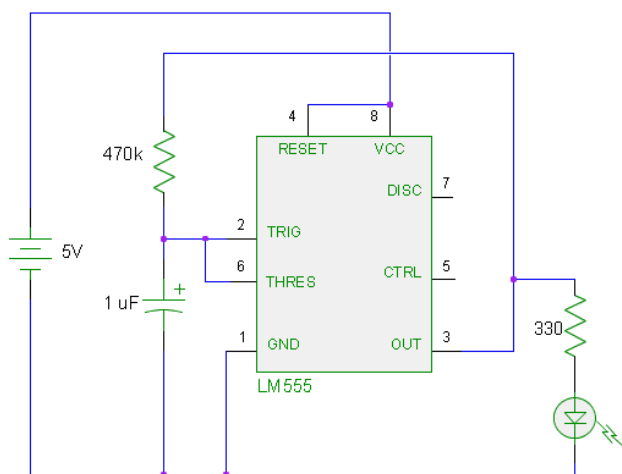 4 8
RESET VCC
470k
7
DISC
2
TRIG
5V
6 5
THRES CTRL
+
1 uF
330
1 3
GND OUT
LM555